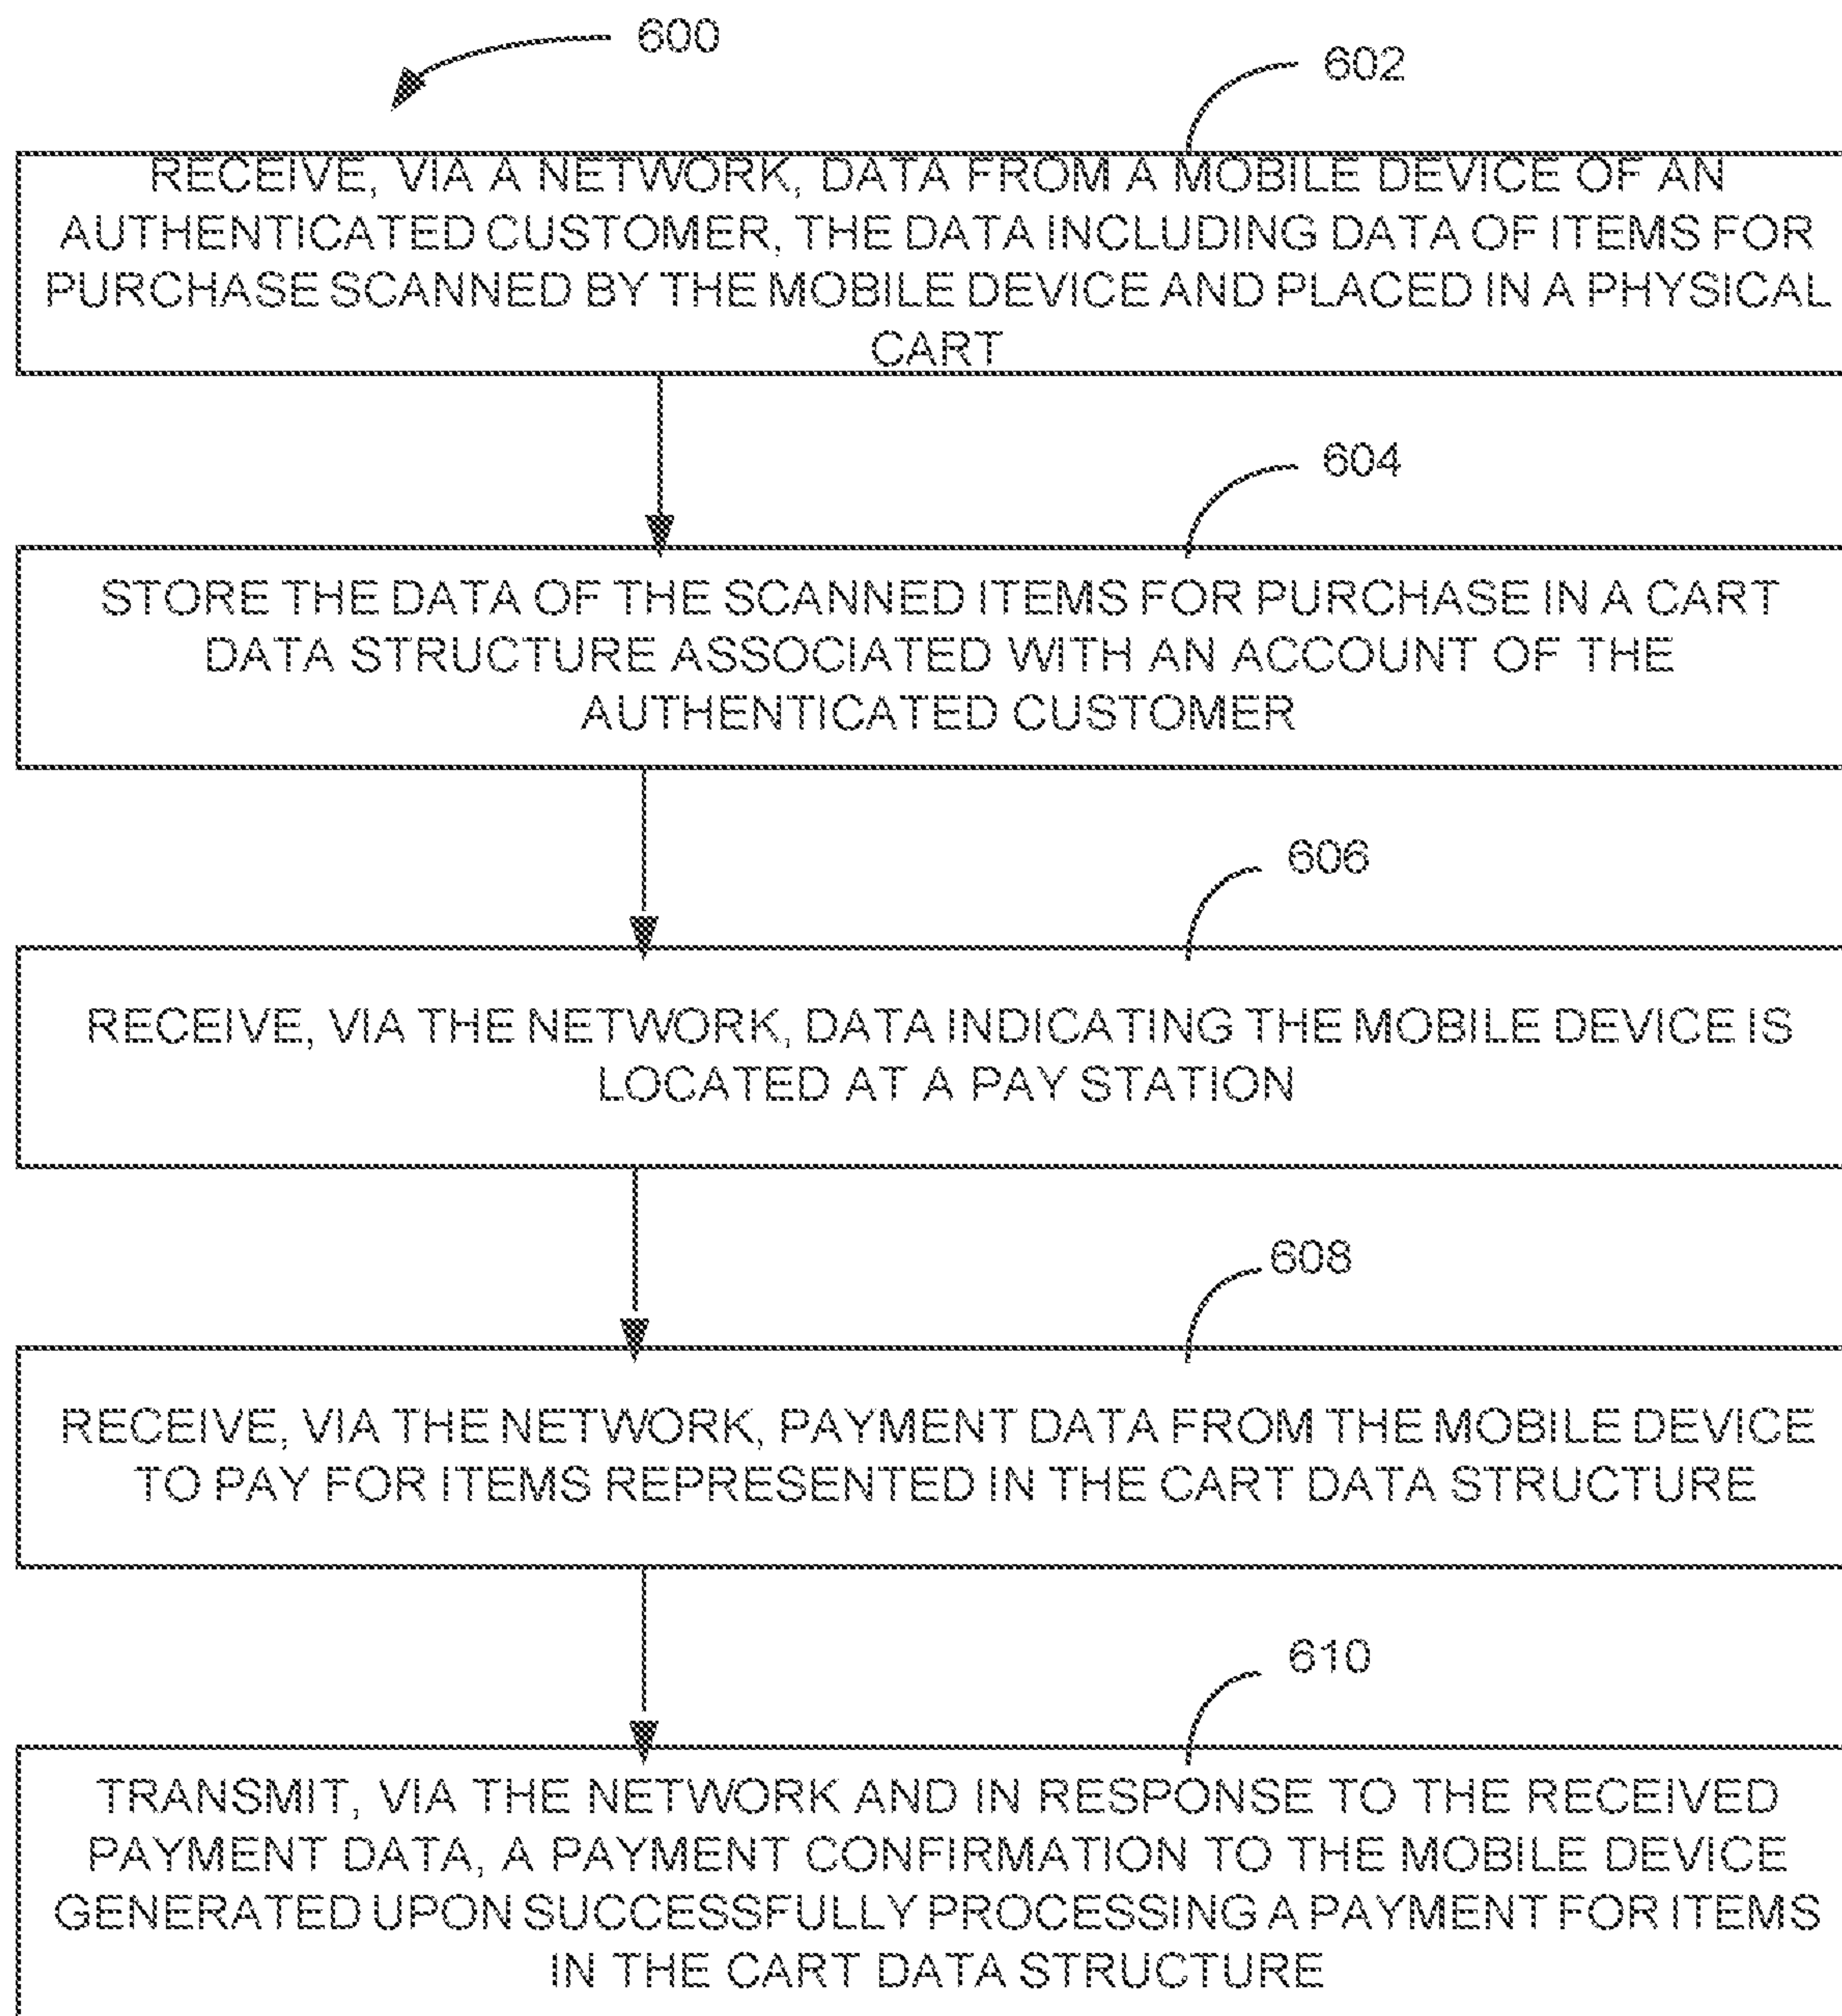 600
602
RECEIVE, VIA A NETWORK, DATA FROM A MOBILE DEVICE OF AN
AUTHENTICATED CUSTOMER, THE DATA INCLUDING DATA OF ITEMS FOR
PURCHASE SCANNED BY THE MOBILE DEVICE AND PLACED IN A PHYSICAL
CART
604
STORE THE DATA OF THE SCANNED ITEMS FOR PURCHASE IN A CART
DATA STRUCTURE ASSOCIATED WITH AN ACCOUNT OF THE
AUTHENTICATED CUSTOMER
606
RECEIVE, VIA THE NETWORK, DATA INDICATING THE MOBILE DEVICE IS
LOCATED AT A PAY STATION
608
RECEIVE, VIA THE NETWORK, PAYMENT DATA FROM THE MOBILE DEVICE
TO PAY FOR ITEMS REPRESENTED IN THE CART DATA STRUCTURE
610
TRANSMIT, VIA THE NETWORK AND IN RESPONSE TO THE RECEIVED
PAYMENT DATA, A PAYMENT CONFIRMATION TO THE MOBILE DEVICE
GENERATED UPON SUCCESSFULLY PROCESSING A PAYMENT FOR ITEMS
IN THE CART DATA STRUCTURE